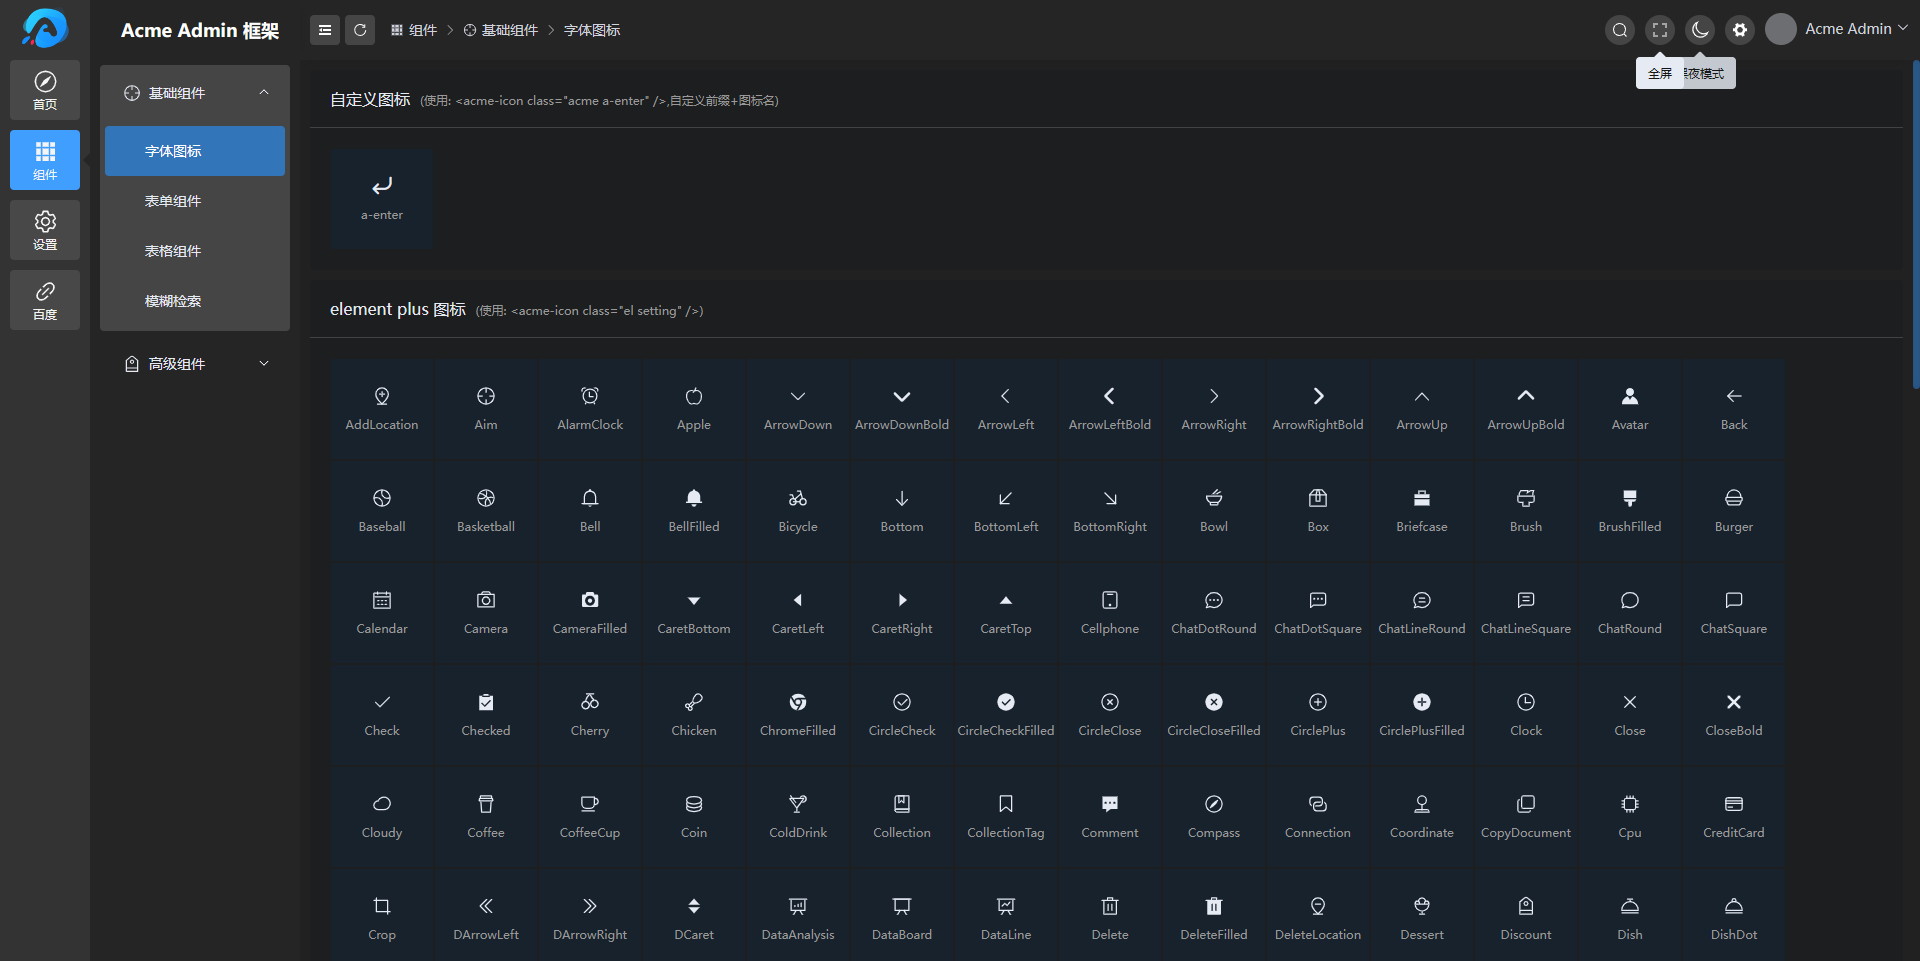 Acme Admin 框架
组件
基础组件
字体图标
Acme Admin
全屏
夜模式
首页
组件
设置
百度
基础组件
字体图标
表单组件
表格组件
模糊检索
高级组件
自定义图标 (使用: <acme-icon class="acme a-enter" />,自定义前缀+图标名)
a-enter
element plus 图标 (使用: <acme-icon class="el setting" />)
AddLocation Aim AlarmClock Apple ArrowDown ArrowDownBold ArrowLeft ArrowLeftBold ArrowRight ArrowRightBold ArrowUp ArrowUpBold Avatar Back
Baseball Basketball Bell BellFilled Bicycle Bottom BottomLeft BottomRight Bowl Box Briefcase Brush BrushFilled Burger
Calendar Camera CameraFilled CaretBottom CaretLeft CaretRight CaretTop Cellphone ChatDotRound ChatDotSquare ChatLineRound ChatLineSquare ChatRound ChatSquare
Check Checked Cherry Chicken ChromeFilled CircleCheck CircleCheckFilled CircleClose CircleCloseFilled CirclePlus CirclePlusFilled Clock Close CloseBold
Cloudy Coffee CoffeeCup Coin ColdDrink Collection CollectionTag Comment Compass Connection Coordinate CopyDocument Cpu CreditCard
Crop DArrowLeft DArrowRight DCaret DataAnalysis DataBoard DataLine Delete DeleteFilled DeleteLocation Dessert Discount Dish DishDot